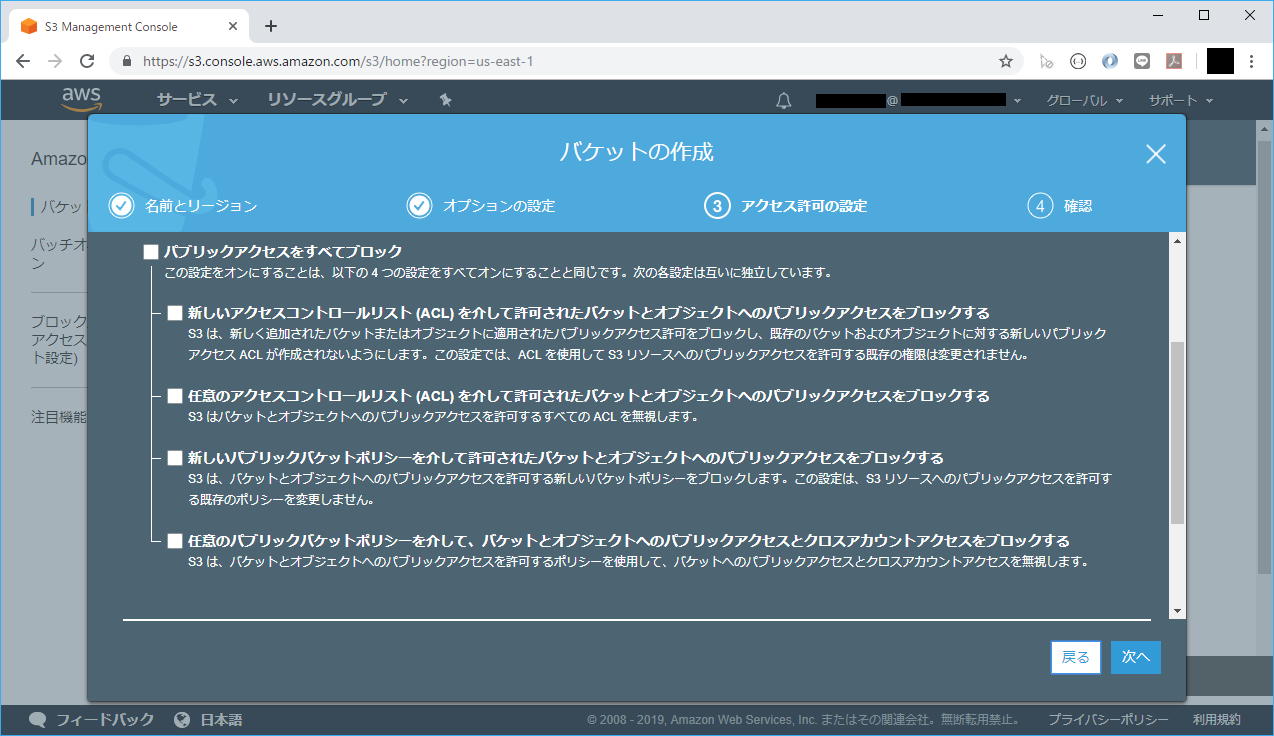 S3 Management Console
https://s3.console.aws.amazon.com/s3/home?region=us-east-1
aws サービス リソースグループ @ グローバル サポート
バケットの作成
名前とリージョン オプションの設定 3 アクセス許可の設定 4 確認
Amazo
バケッ
バッチオ
ン
ブロック
アクセス
ト設定)
注目機能
パブリックアクセスをすべてブロック
この設定をオンにすることは、以下の 4 つの設定をすべてオンにすることと同じです。次の各設定は互いに独立しています。
新しいアクセスコントロールリスト (ACL) を介して許可されたバケットとオブジェクトへのパブリックアクセスをブロックする
S3 は、新しく追加されたバケットまたはオブジェクトに適用されたパブリックアクセス許可をブロックし、既存のバケットおよびオブジェクトに対する新しいパブリック
アクセス ACL が作成されないようにします。この設定では、ACL を使用して S3 リソースへのパブリックアクセスを許可する既存の権限は変更されません。
任意のアクセスコントロールリスト (ACL) を介して許可されたバケットとオブジェクトへのパブリックアクセスをブロックする
S3 はバケットとオブジェクトへのパブリックアクセスを許可するすべての ACL を無視します。
新しいパブリックバケットポリシーを介して許可されたバケットとオブジェクトへのパブリックアクセスをブロックする
S3 は、バケットとオブジェクトへのパブリックアクセスを許可する新しいバケットポリシーをブロックします。この設定は、S3 リソースへのパブリックアクセスを許可す
る既存のポリシーを変更しません。
任意のパブリックバケットポリシーを介して、バケットとオブジェクトへのパブリックアクセスとクロスアカウントアクセスをブロックする
S3 は、バケットとオブジェクトへのパブリックアクセスを許可するポリシーを使用して、バケットへのパブリックアクセスとクロスアカウントアクセスを無視します。
戻る 次へ
フィードバック 日本語 © 2008 - 2019, Amazon Web Services, Inc. またはその関連会社。無断転用禁止。 プライバシーポリシー 利用規約